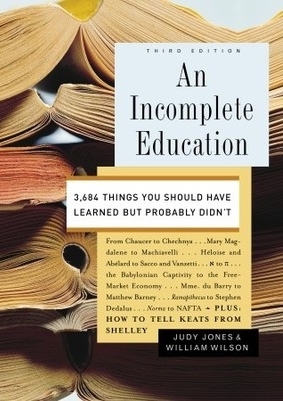 THIRD EDITION
An
Incomplete
Education
3,684 THINGS YOU SHOULD HAVE
LEARNED BUT PROBABLY DIDN'T
From Chaucer to Chechnya . . . Mary Mag-
dalene to Machiavelli . . . Héloïse and
Abélard to Sacco and Vanzetti . . . א to π . . .
the Babylonian Captivity to the Free-
Market Economy . . . Mme. du Barry to
Matthew Barney . . . Ramapithecus to Stephen
Dedalus . . . Norma to NAFTA PLUS:
HOW TO TELL KEATS FROM
SHELLEY
JUDY JONES &
WILLIAM WILSON